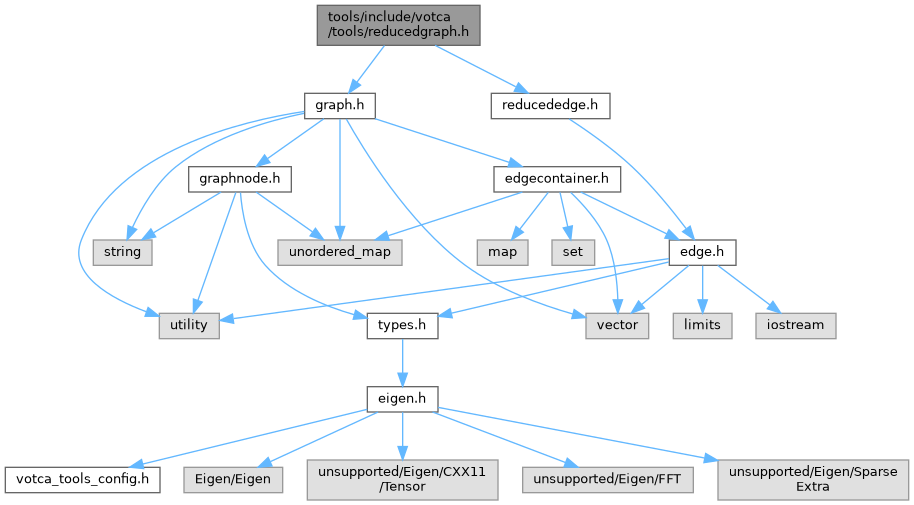 tools/include/votca
/tools/reducedgraph.h
graph.h
reducededge.h
graphnode.h
edgecontainer.h
string
unordered_map
map
set
edge.h
utility
types.h
vector
limits
iostream
eigen.h
votca_tools_config.h
Eigen/Eigen
unsupported/Eigen/CXX11
/Tensor
unsupported/Eigen/FFT
unsupported/Eigen/Sparse
Extra